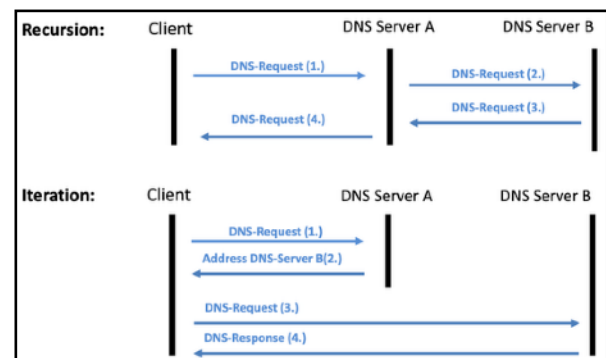 Recursion: Client DNS Server A DNS Server B
DNS-Request (1.)
DNS-Request (2.)
DNS-Request (3.)
DNS-Request (4.)
Iteration: Client DNS Server A DNS Server B
DNS-Request (1.)
Address DNS-Server B(2.)
DNS-Request (3.)
DNS-Response (4.)